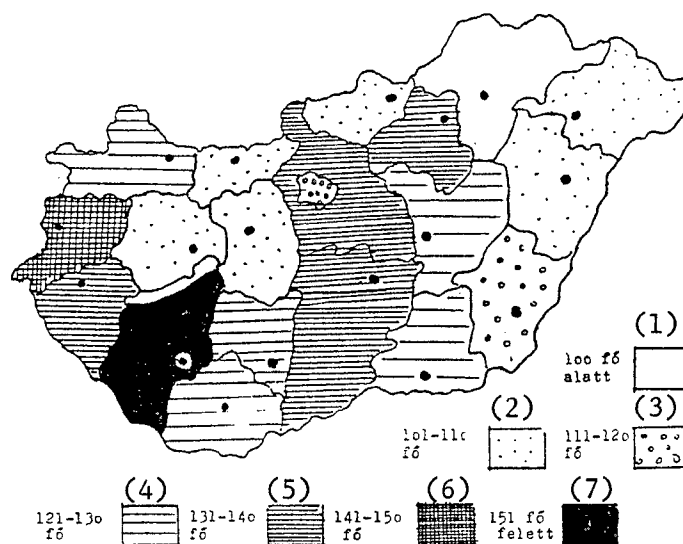 (1)
loo fő
alatt
(2)
lol-llo
fő
(3)
lll-l2o
fő
(4)
l2l-l3o
fő
(5)
l3l-l4o
fő
(6)
l4l-l5o
fő
(7)
l5l fő
felett